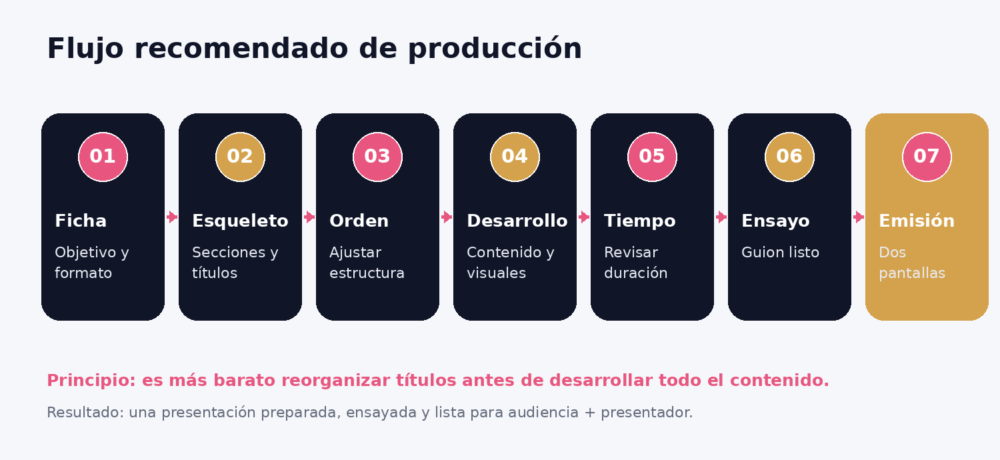 Flujo recomendado de producción
01
Ficha
Objetivo y
formato
02
Esqueleto
Secciones y
títulos
03
Orden
Ajustar
estructura
04
Desarrollo
Contenido y
visuales
05
Tiempo
Revisar
duración
06
Ensayo
Guion listo
07
Emisión
Dos
pantallas
Principio: es más barato reorganizar títulos antes de desarrollar todo el contenido.
Resultado: una presentación preparada, ensayada y lista para audiencia + presentador.